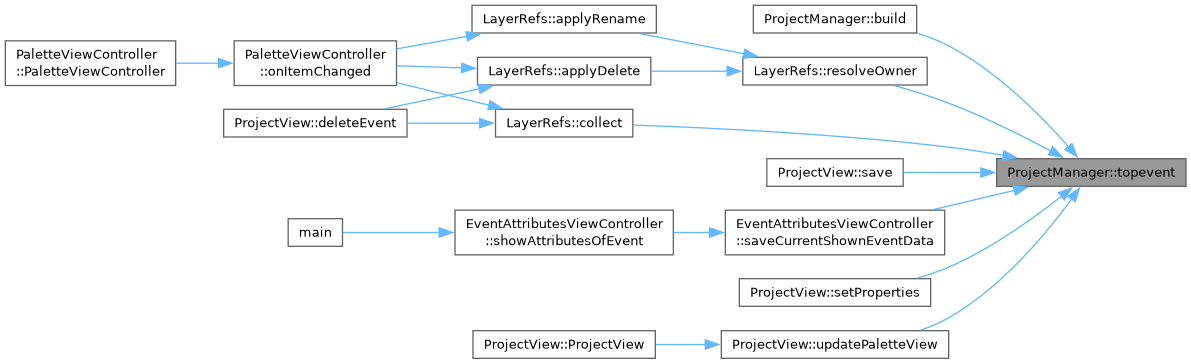 LayerRefs::applyRename
ProjectManager::build
PaletteViewController
::PaletteViewController
PaletteViewController
::onItemChanged
LayerRefs::applyDelete
LayerRefs::resolveOwner
ProjectView::deleteEvent
LayerRefs::collect
ProjectView::save
ProjectManager::topevent
main
EventAttributesViewController
::showAttributesOfEvent
EventAttributesViewController
::saveCurrentShownEventData
ProjectView::setProperties
ProjectView::ProjectView
ProjectView::updatePaletteView